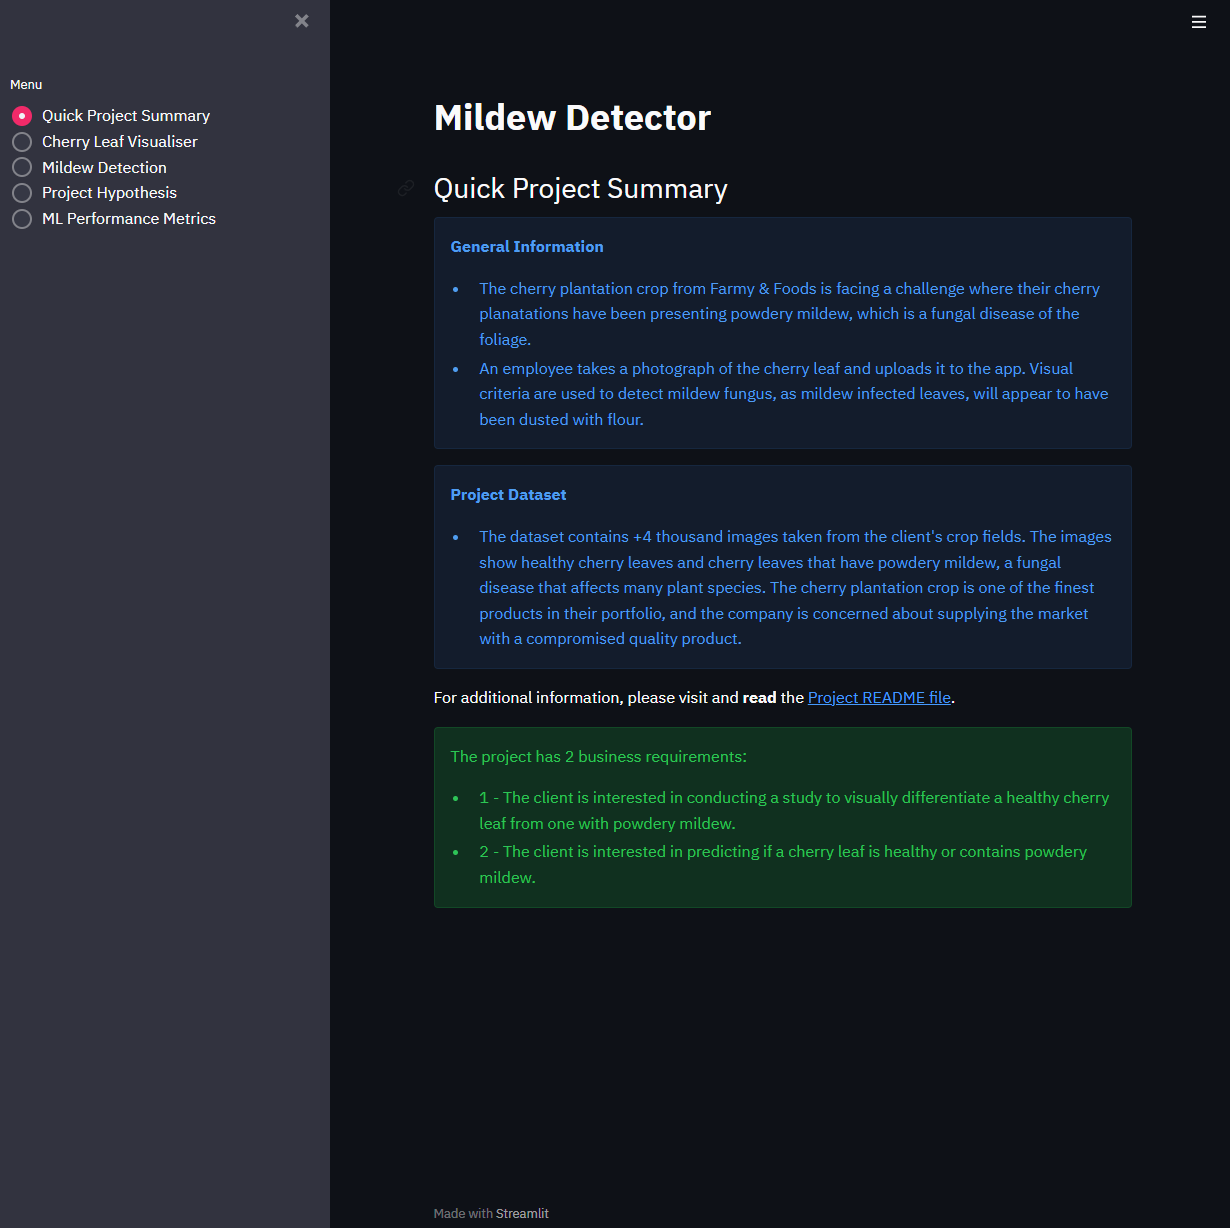 Menu
Quick Project Summary
Cherry Leaf Visualiser
Mildew Detection
Project Hypothesis
ML Performance Metrics
Mildew Detector
Quick Project Summary
General Information
• The cherry plantation crop from Farmy & Foods is facing a challenge where their cherry
planatations have been presenting powdery mildew, which is a fungal disease of the
foliage.
• An employee takes a photograph of the cherry leaf and uploads it to the app. Visual
criteria are used to detect mildew fungus, as mildew infected leaves, will appear to have
been dusted with flour.
Project Dataset
• The dataset contains +4 thousand images taken from the client's crop fields. The images
show healthy cherry leaves and cherry leaves that have powdery mildew, a fungal
disease that affects many plant species. The cherry plantation crop is one of the finest
products in their portfolio, and the company is concerned about supplying the market
with a compromised quality product.
For additional information, please visit and read the Project README file.
The project has 2 business requirements:
• 1 - The client is interested in conducting a study to visually differentiate a healthy cherry
leaf from one with powdery mildew.
• 2 - The client is interested in predicting if a cherry leaf is healthy or contains powdery
mildew.
Made with Streamlit